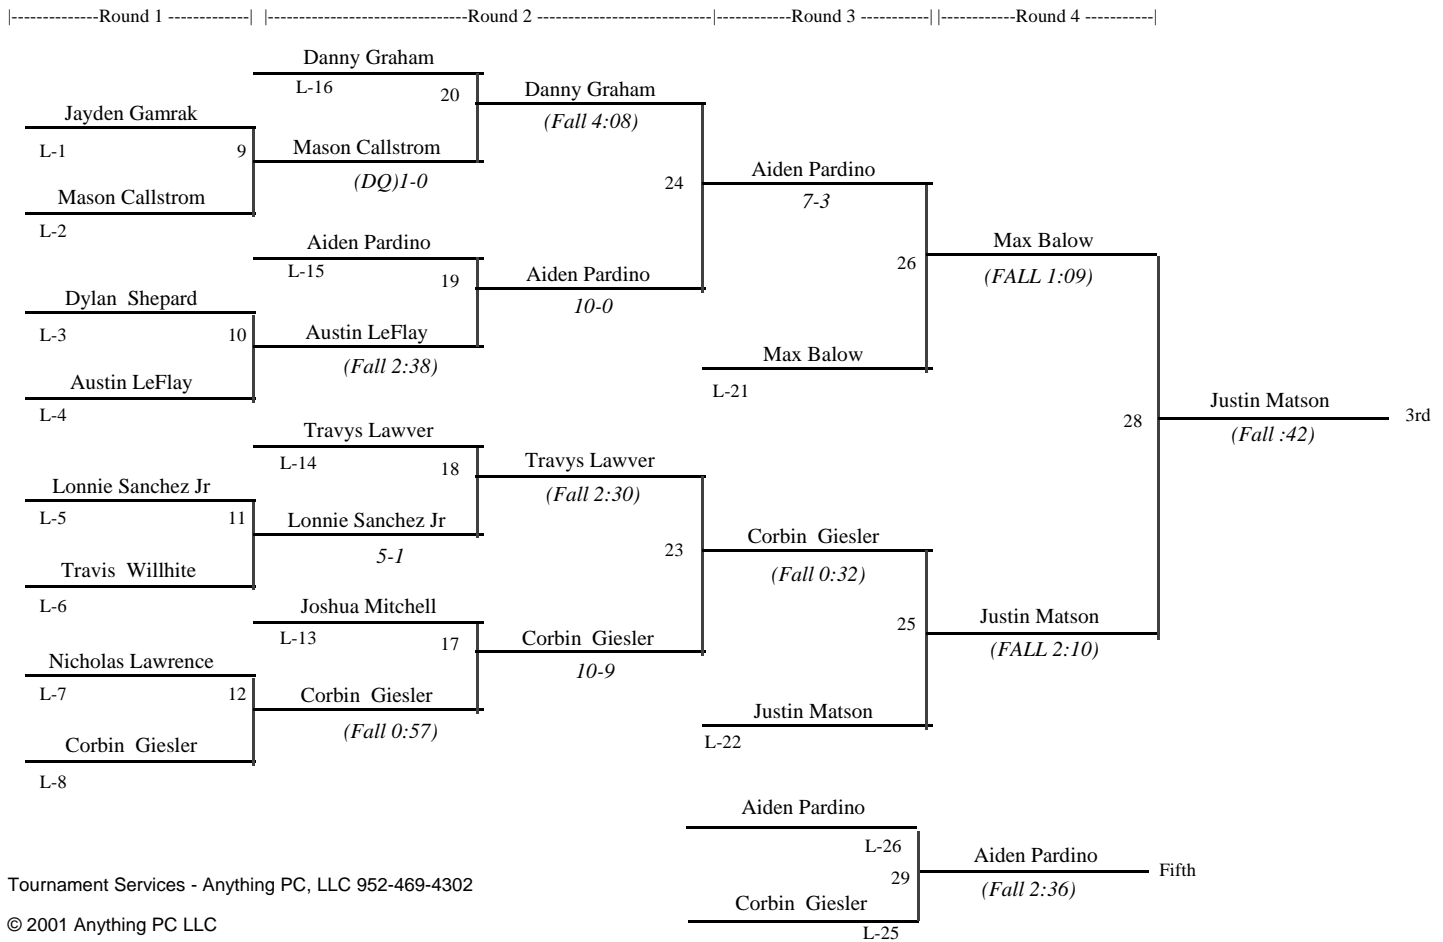 |--------------Round 1 -------------|
|--------------------------------Round 2 ----------------------------|
|------------Round 3 -----------|
|------------Round 4 -----------|
Danny Graham
L-16
20
Danny Graham
(Fall 4:08)
Jayden Gamrak
L-1
9
Mason Callstrom
(DQ)1-0
Mason Callstrom
L-2
24
Aiden Pardino
7-3
Aiden Pardino
L-15
19
Aiden Pardino
10-0
Dylan  Shepard
L-3
10
Austin LeFlay
(Fall 2:38)
Austin LeFlay
L-4
26
Max Balow
(FALL 1:09)
Max Balow
L-21
28
Justin Matson
(Fall :42)
3rd
Travys Lawver
L-14
18
Travys Lawver
(Fall 2:30)
Lonnie Sanchez Jr
L-5
11
Lonnie Sanchez Jr
5-1
Travis  Willhite
L-6
23
Corbin  Giesler
(Fall 0:32)
Joshua Mitchell
L-13
17
Corbin  Giesler
10-9
Nicholas Lawrence
L-7
12
Corbin  Giesler
(Fall 0:57)
Corbin  Giesler
L-8
25
Justin Matson
(FALL 2:10)
Justin Matson
L-22
Aiden Pardino
L-26
29
Aiden Pardino
(Fall 2:36)
Fifth
Corbin  Giesler
L-25
Tournament Services - Anything PC, LLC 952-469-4302
© 2001 Anything PC LLC